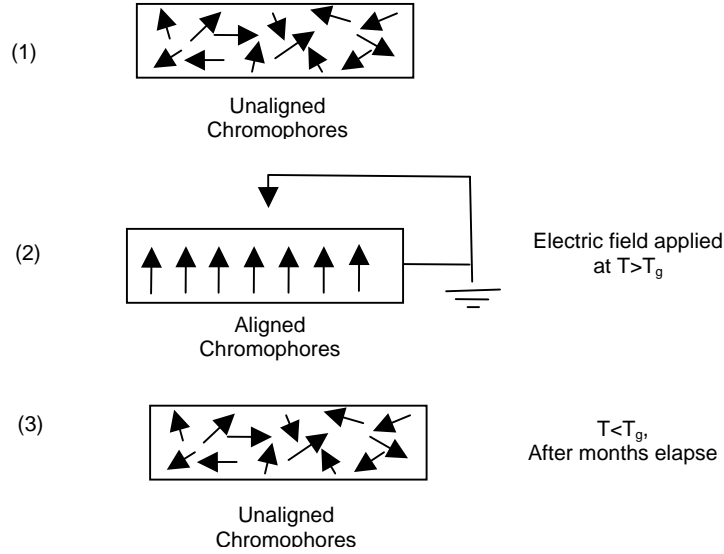 (1)
Unaligned
Chromophores
(2)
Electric field applied
at T>Tg
Aligned
Chromophores
(3)
T<Tg,
After months elapse
Unaligned
Chromophores